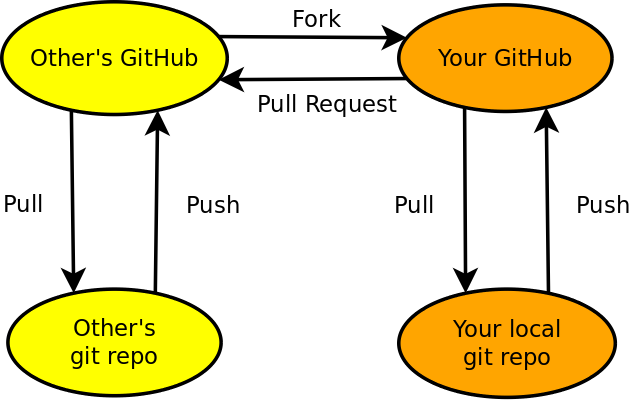 Fork
Other's GitHub
Your GitHub
Pull Request
Pull
Push
Pull
Push
Other's
git repo
Your local
git repo